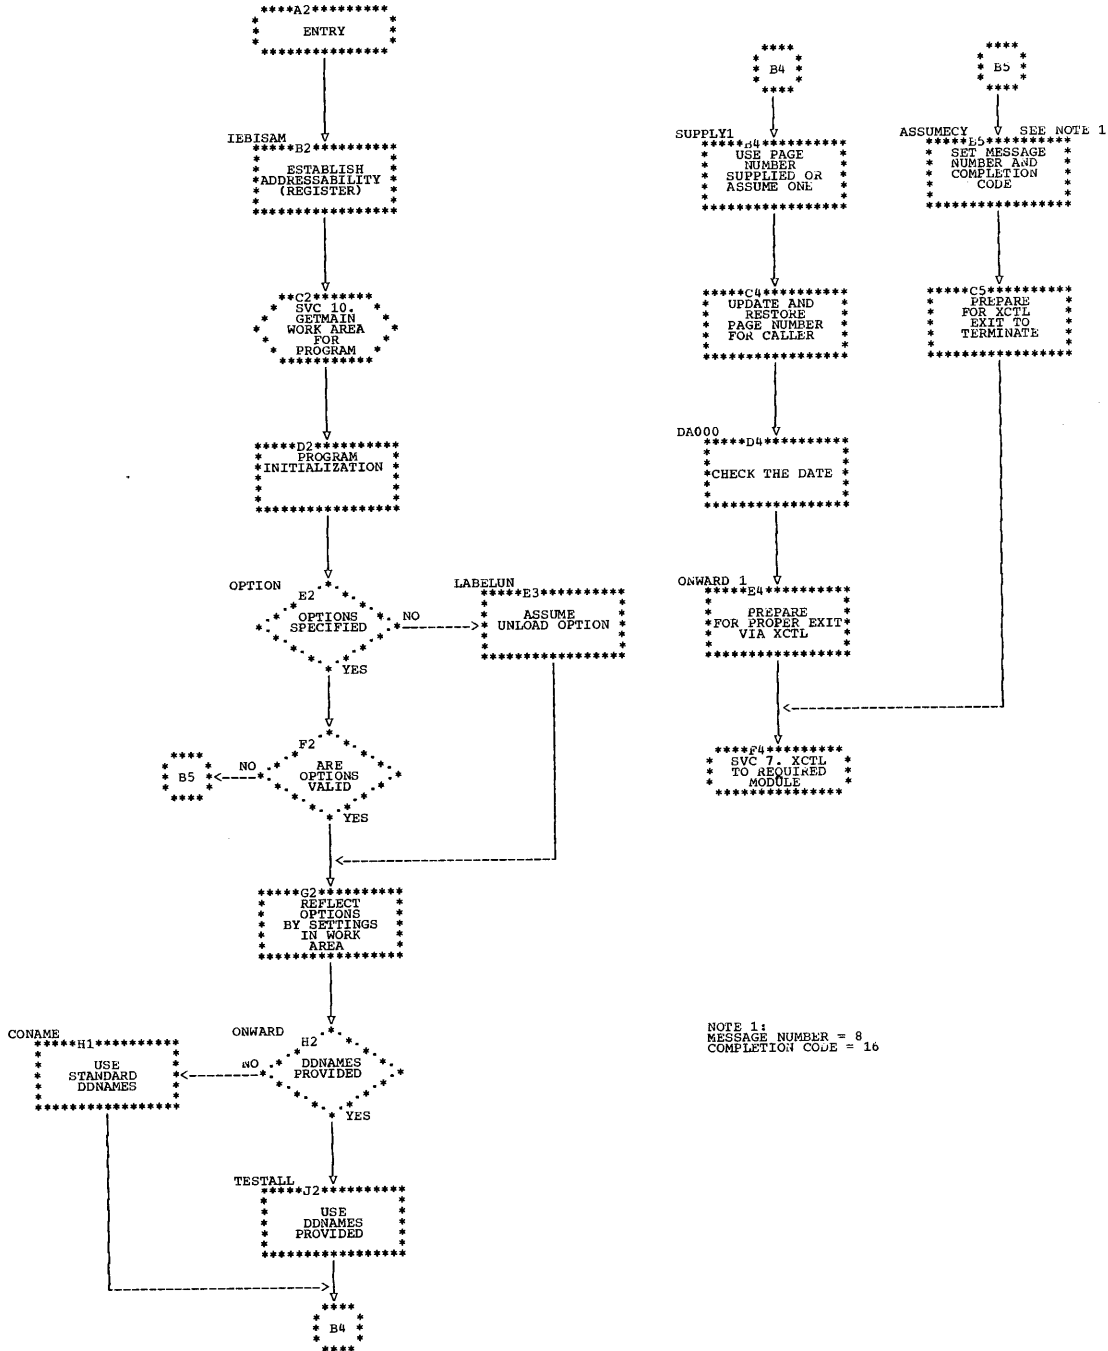 A2
ENTRY
IEBISAM
B2
ESTABLISH
ADDRESSABILITY
(REGISTER)
C2
SVC 10.
GETMAIN
WORK AREA
FOR
PROGRAM
D2
PROGRAM
INITIALIZATION
OPTION
E2
OPTIONS
SPECIFIED
NO
YES
LABELUN
E3
ASSUME
UNLOAD OPTION
F2
ARE
OPTIONS
VALID
NO
B5
YES
G2
REFLECT
OPTIONS
BY SETTINGS
IN WORK
AREA
ONWARD
H2
DDNAMES
PROVIDED
NO
YES
CONAME
H1
USE
STANDARD
DDNAMES
TESTALL
J2
USE
DDNAMES
PROVIDED
B4
B4
SUPPLY1
B4
USE PAGE
NUMBER
SUPPLIED OR
ASSUME ONE
C4
UPDATE AND
RESTORE
PAGE NUMBER
FOR CALLER
DA000
D4
CHECK THE DATE
ONWARD 1
E4
PREPARE
FOR PROPER EXIT
VIA XCTL
F4
SVC 7. XCTL
TO REQUIRED
MODULE
B5
ASSUMECY SEE NOTE 1
B5
SET MESSAGE
NUMBER AND
COMPLETION
CODE
C5
PREPARE
FOR XCTL
EXIT TO
TERMINATE
NOTE 1:
MESSAGE NUMBER = 8
COMPLETION CODE = 16